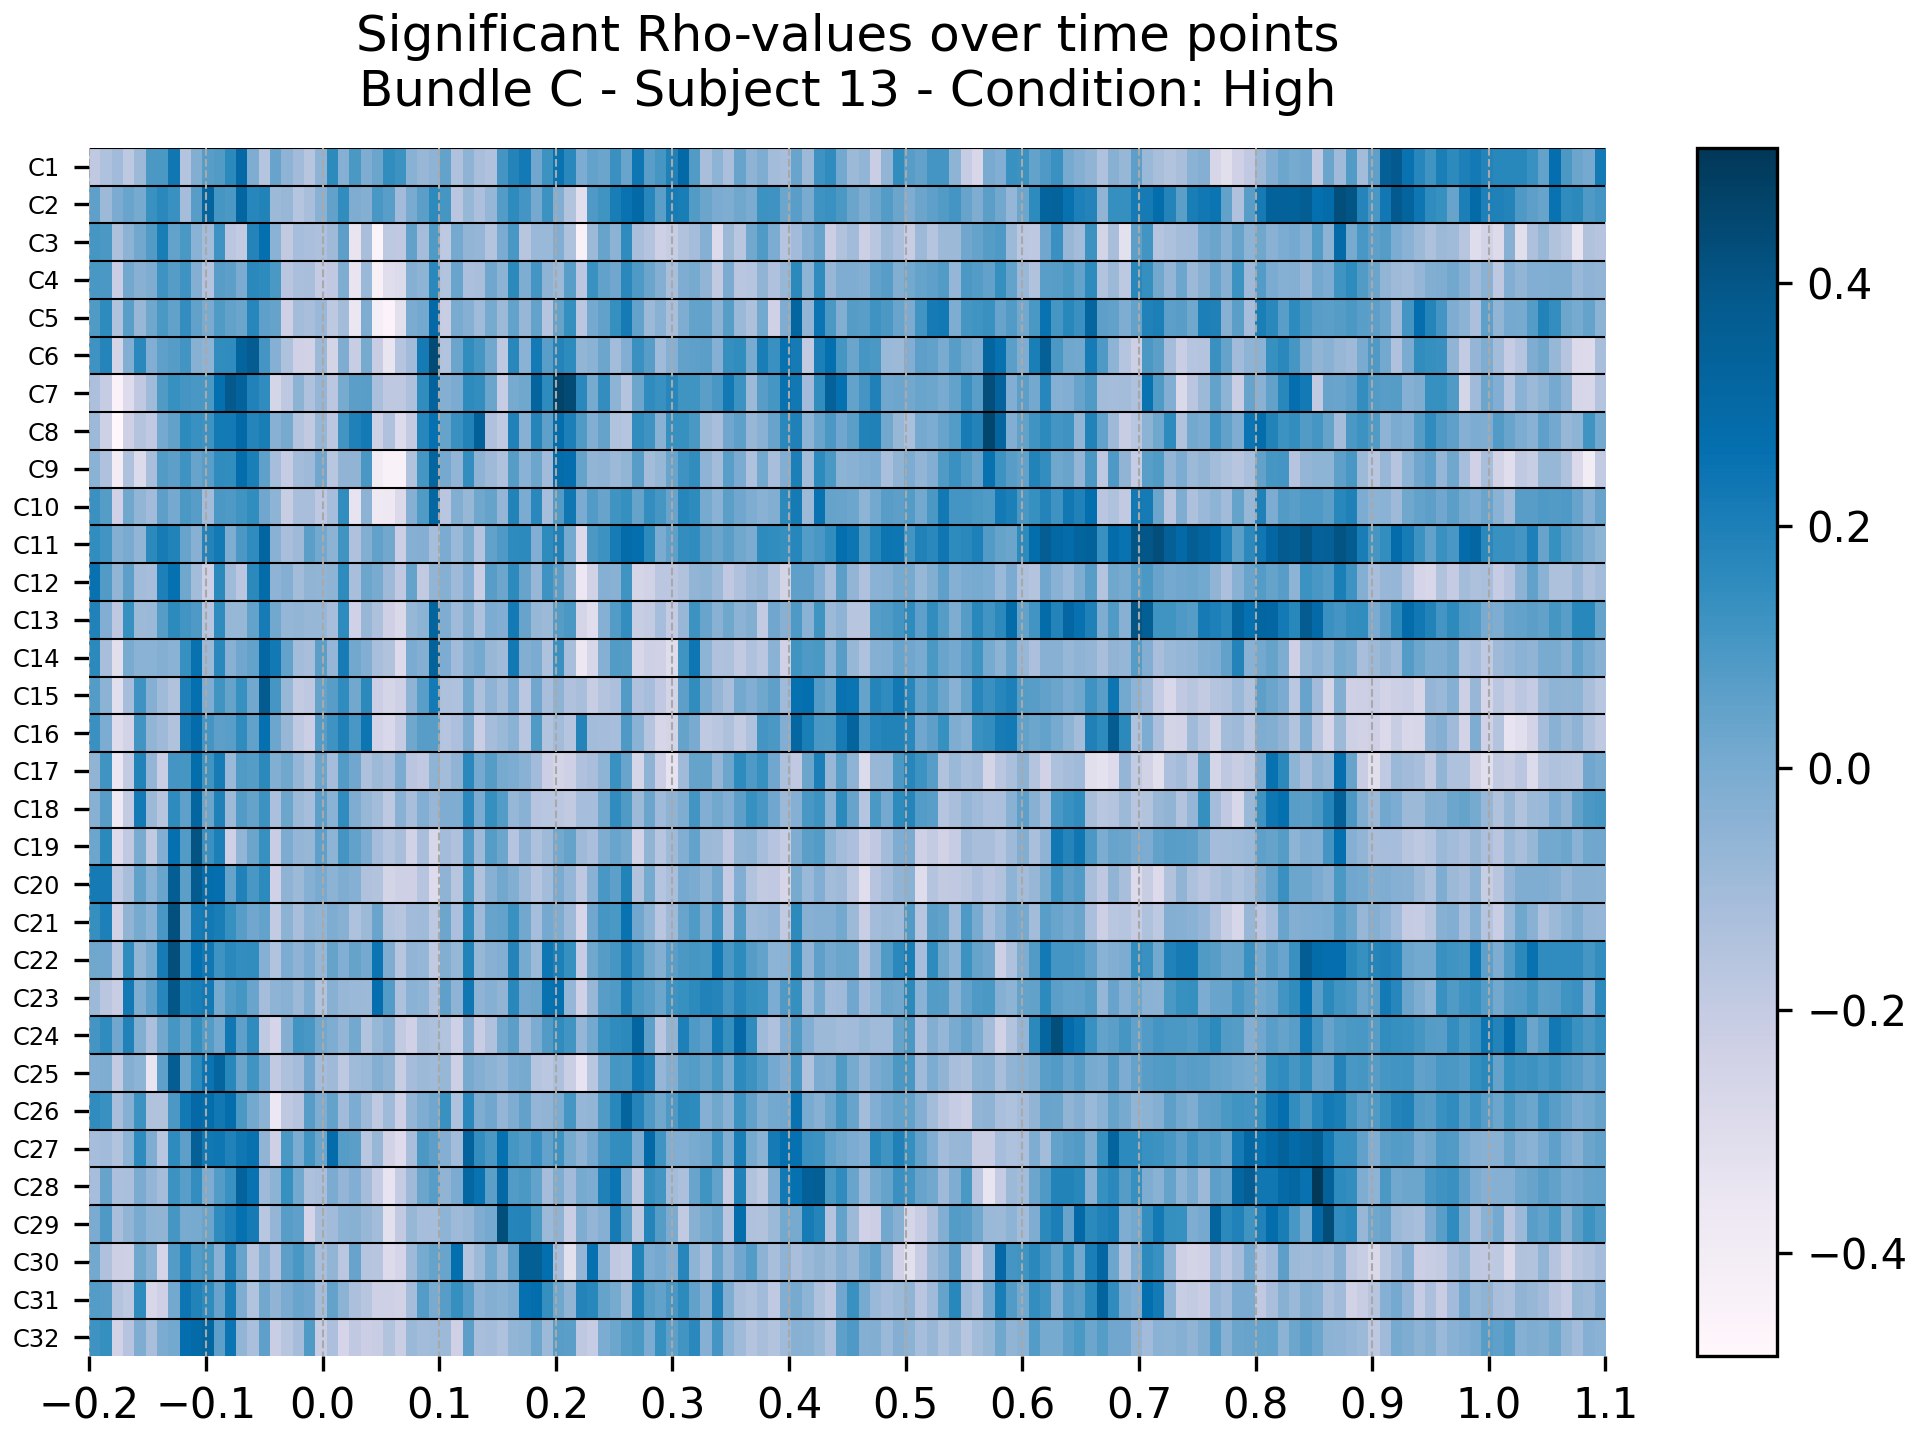 Significant Rho-values over time points
Bundle C - Subject 13 - Condition: High
C1
C2
C3
C4
C5
C6
C7
C8
C9
C10
C11
C12
C13
C14
C15
C16
C17
C18
C19
C20
C21
C22
C23
C24
C25
C26
C27
C28
C29
C30
C31
C32
−0.2 −0.1 0.0 0.1 0.2 0.3 0.4 0.5 0.6 0.7 0.8 0.9 1.0 1.1
0.4
0.2
0.0
−0.2
−0.4